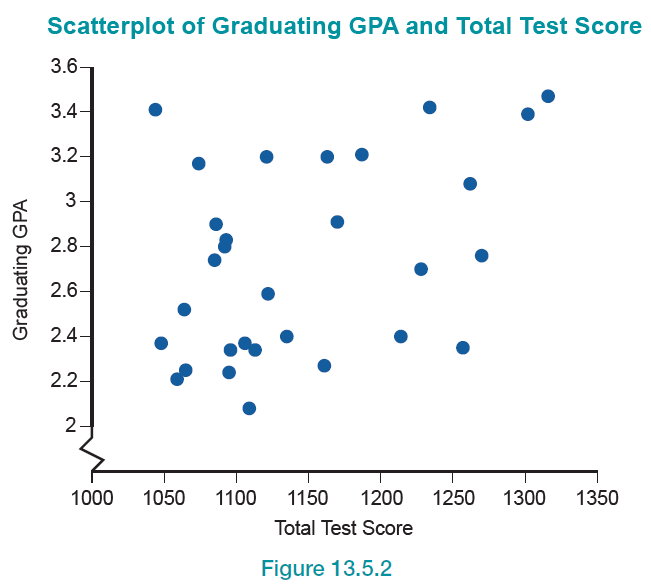 Scatterplot of Graduating GPA and Total Test Score
3.6
3.4
3.2
3
2.8
2.6
2.4
2.2
2
Graduating GPA
1000 1050 1100 1150 1200 1250 1300 1350
Total Test Score
Figure 13.5.2